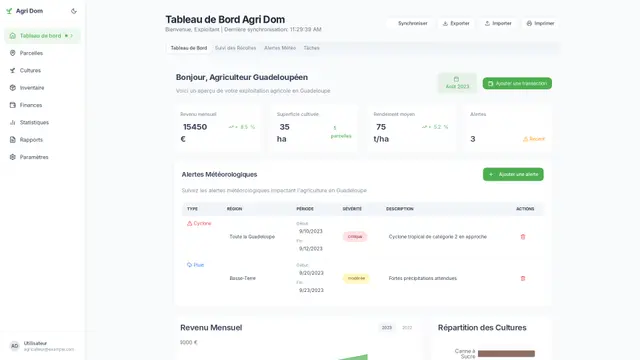 Agri Dom
Tableau de bord
Parcelles
Cultures
Inventaire
Finances
Statistiques
Rapports
Paramètres
AD
Utilisateur
agriculteur@example.com
Tableau de Bord Agri Dom
Bienvenue, Exploitant | Dernière synchronisation: 11:29:39 AM
Synchroniser
Exporter
Importer
Imprimer
Tableau de Bord
Suivi des Récoltes
Alertes Météo
Tâches
Bonjour, Agriculteur Guadeloupéen
Voici un aperçu de votre exploitation agricole en Guadeloupe
Août 2023
Ajouter une transaction
Revenu mensuel
15450
€
+ 8.5 %
Superficie cultivée
35
ha
5
parcelles
Rendement moyen
75
t/ha
+ 5.2 %
Alertes
3
Récent
Alertes Météorologiques
Ajouter une alerte
Suivez les alertes météorologiques impactant l'agriculture en Guadeloupe
TYPE RÉGION PÉRIODE SÉVÉRITÉ DESCRIPTION ACTIONS
Cyclone
Toute la Guadeloupe
Début:
9/10/2023
Fin:
9/12/2023
critique
Cyclone tropical de catégorie 2 en approche
Pluie
Basse-Terre
Début:
9/20/2023
Fin:
9/23/2023
modérée
Fortes précipitations attendues
Revenu Mensuel
2023
2022
Répartition des Cultures
Canne à
Sucre